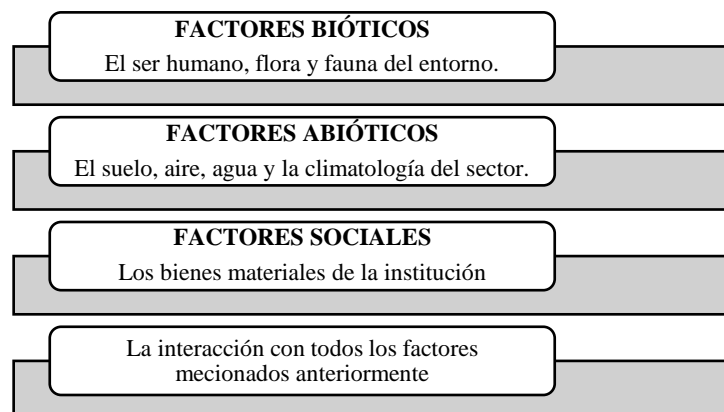 FACTORES BIÓTICOS
El ser humano, flora y fauna del entorno.
FACTORES ABIÓTICOS
El suelo, aire, agua y la climatología del sector.
FACTORES SOCIALES
Los bienes materiales de la institución
La interacción con todos los factores
mecionados anteriormente